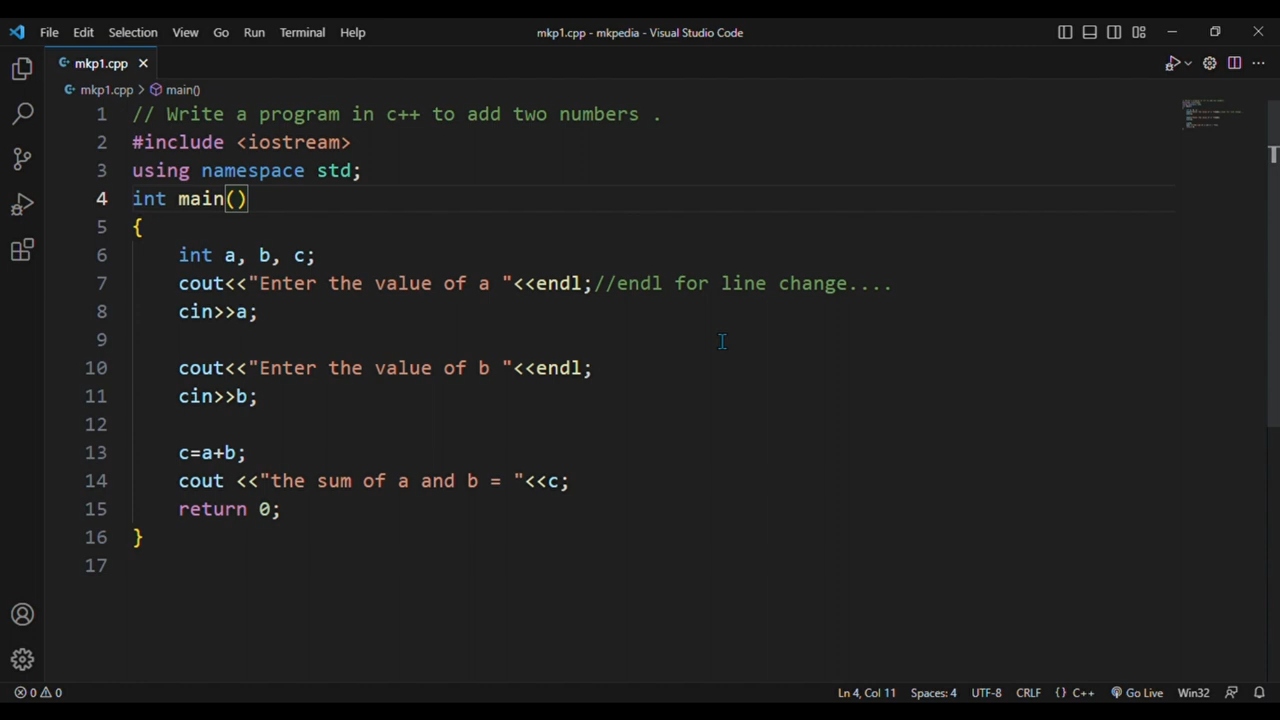 File Edit Selection View Go Run Terminal Help mkp1.cpp - mkpedia - Visual Studio Code
mkp1.cpp
mkp1.cpp > main()
1 // Write a program in c++ to add two numbers .
2 #include <iostream>
3 using namespace std;
4 int main()
5 {
6 int a, b, c;
7 cout<<"Enter the value of a "<<endl;//endl for line change....
8 cin>>a;
9
10 cout<<"Enter the value of b "<<endl;
11 cin>>b;
12
13 c=a+b;
14 cout <<"the sum of a and b = "<<c;
15 return 0;
16 }
17
0 0 Ln 4, Col 11 Spaces: 4 UTF-8 CRLF {} C++ Go Live Win32